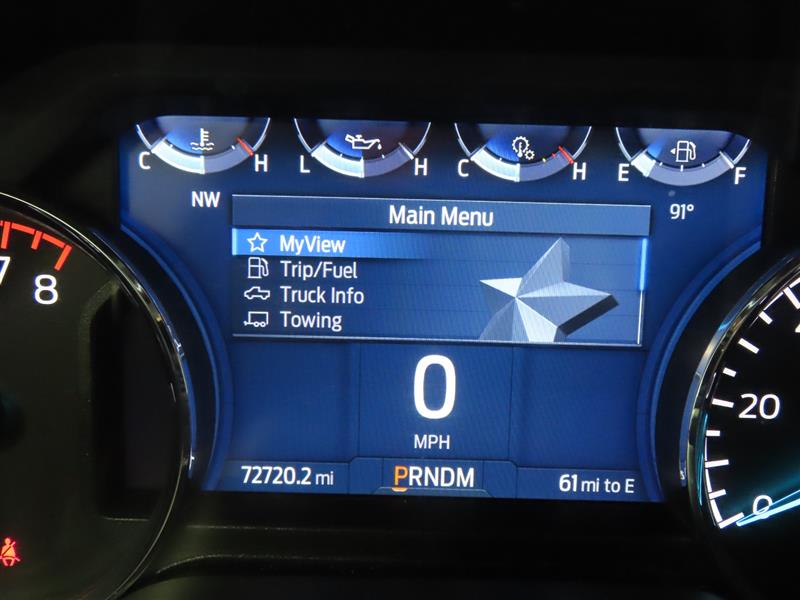 C H L H C H E F
NW
91°
Main Menu
MyView
Trip/Fuel
Truck Info
Towing
7 8
0
MPH
20
0
72720.2 mi
PRNDM
61 mi to E